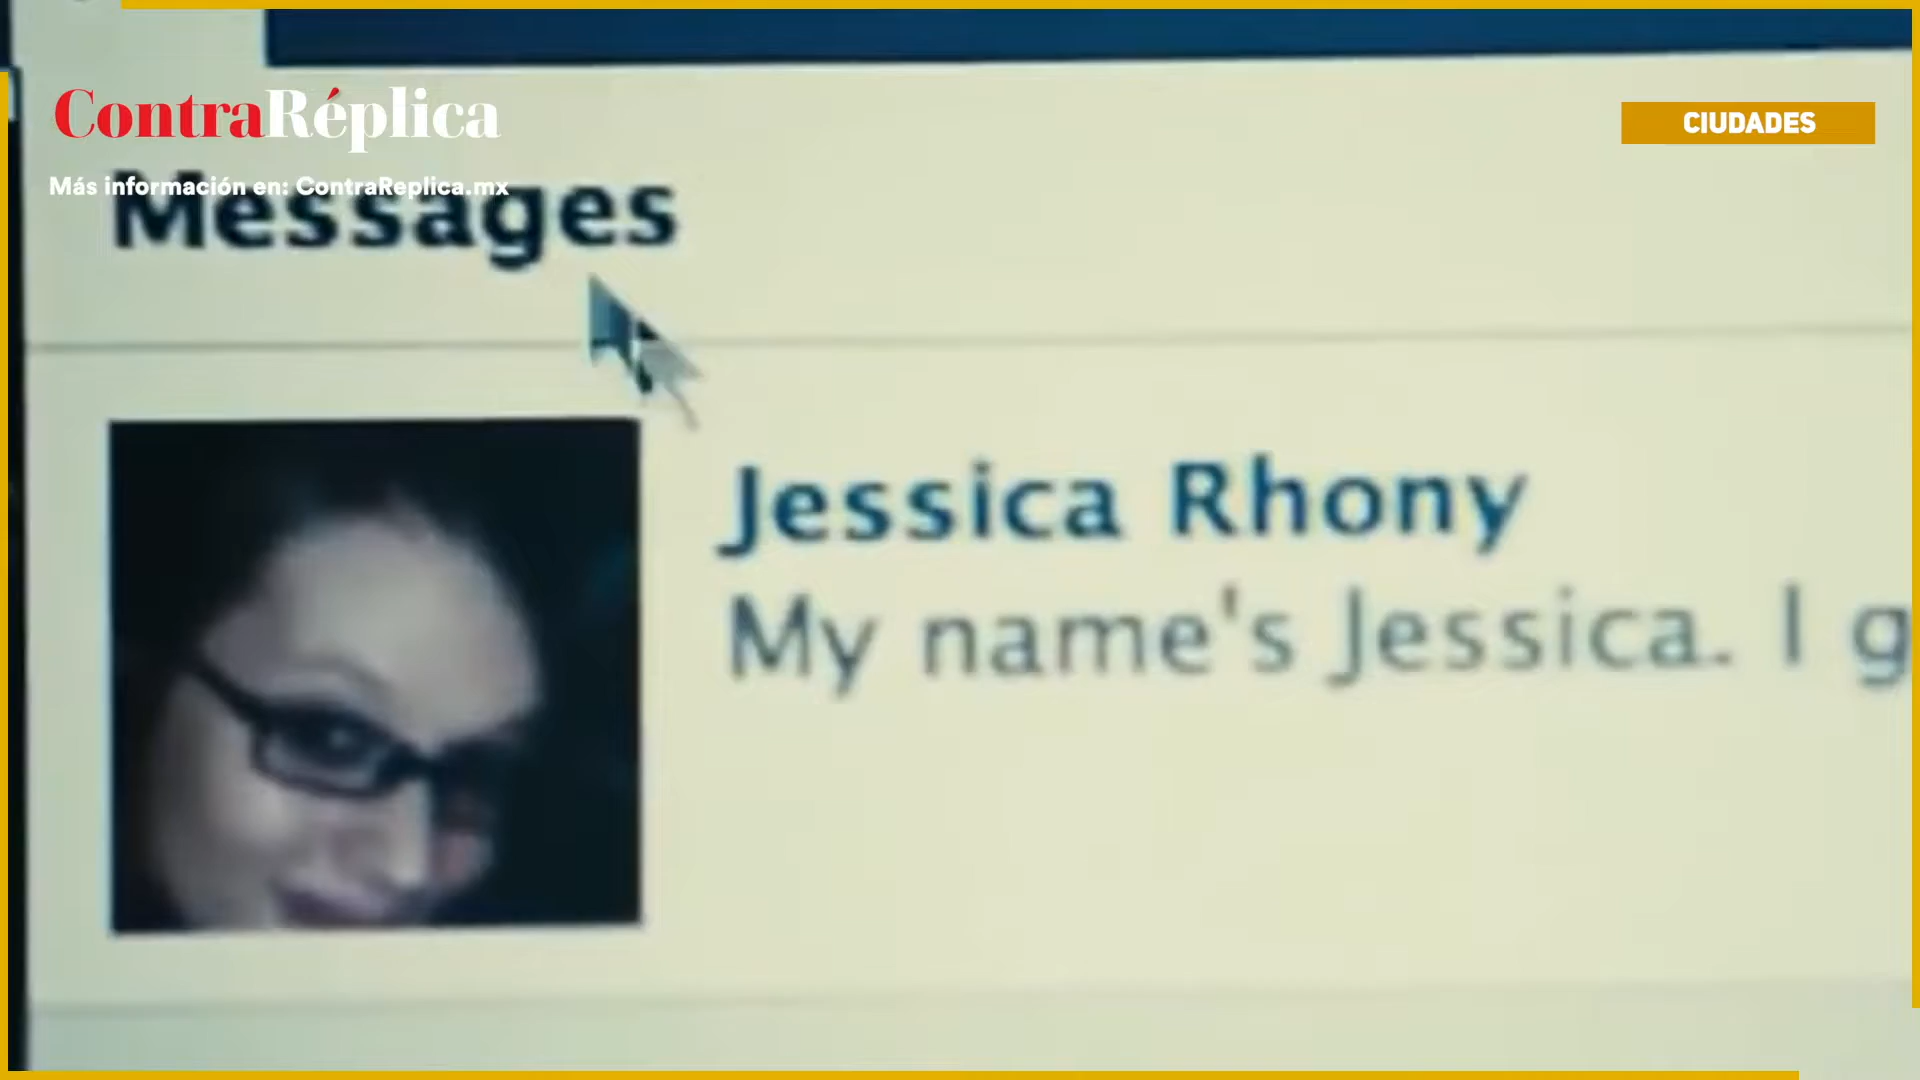 ContraRéplica
CIUDADES
Más información en: ContraReplica.mx
Messages
Jessica Rhony
My name's Jessica. I g